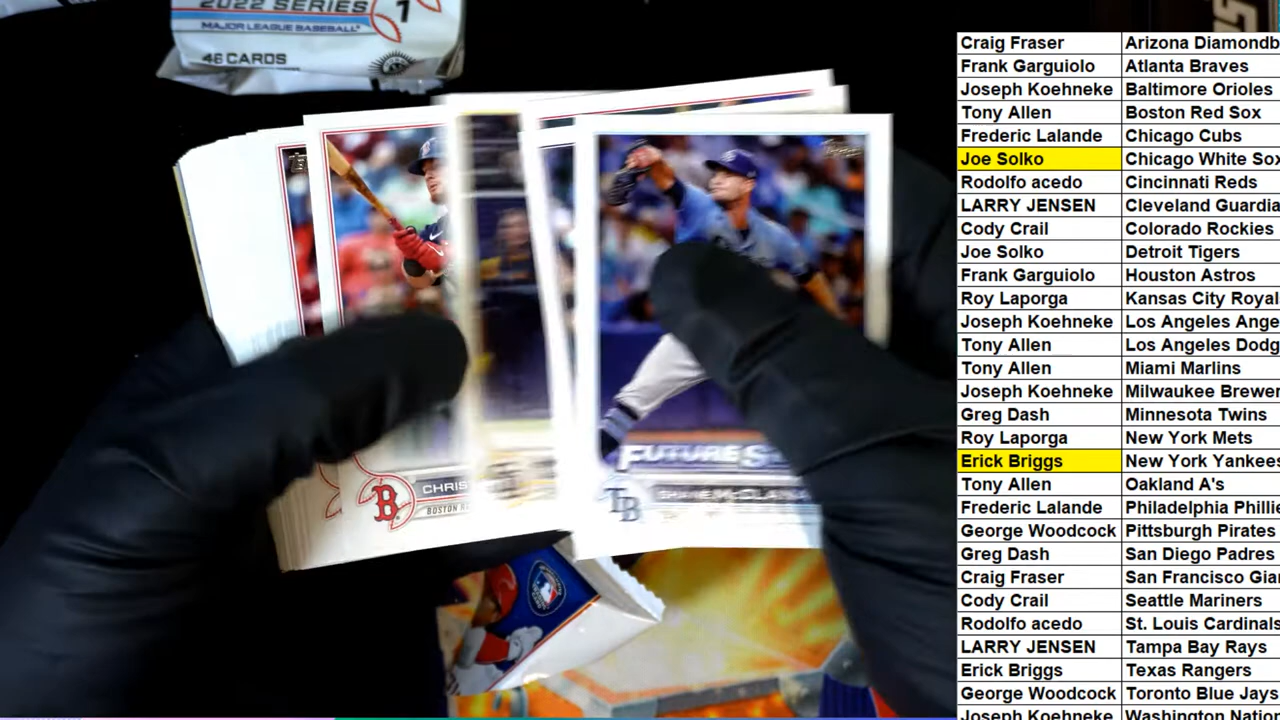 2022 SERIES 1
MAJOR LEAGUE BASEBALL
46 CARDS
Topps
FUTURE S
TB
SHANE McCLANA
B
CHRIS
BOSTON R
Craig Fraser Arizona Diamondb
Frank Garguiolo Atlanta Braves
Joseph Koehneke Baltimore Orioles
Tony Allen Boston Red Sox
Frederic Lalande Chicago Cubs
Joe Solko Chicago White Sox
Rodolfo acedo Cincinnati Reds
LARRY JENSEN Cleveland Guardia
Cody Crail Colorado Rockies
Joe Solko Detroit Tigers
Frank Garguiolo Houston Astros
Roy Laporga Kansas City Royal
Joseph Koehneke Los Angeles Ange
Tony Allen Los Angeles Dodg
Tony Allen Miami Marlins
Joseph Koehneke Milwaukee Brewer
Greg Dash Minnesota Twins
Roy Laporga New York Mets
Erick Briggs New York Yankees
Tony Allen Oakland A's
Frederic Lalande Philadelphia Phillie
George Woodcock Pittsburgh Pirates
Greg Dash San Diego Padres
Craig Fraser San Francisco Gia
Cody Crail Seattle Mariners
Rodolfo acedo St. Louis Cardinals
LARRY JENSEN Tampa Bay Rays
Erick Briggs Texas Rangers
George Woodcock Toronto Blue Jays
Joseph Koehneke Washington Nation